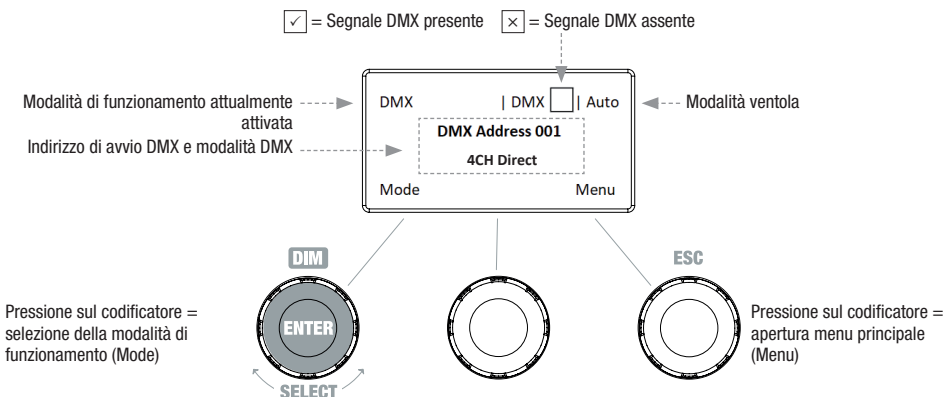 ✓ = Segnale DMX presente × = Segnale DMX assente
Modalità di funzionamento attualmente
attivata
Indirizzo di avvio DMX e modalità DMX
DMX | DMX | Auto
DMX Address 001
4CH Direct
Mode Menu
Modalità ventola
DIM
ENTER
SELECT
ESC
Pressione sul codificatore =
selezione della modalità di
funzionamento (Mode)
Pressione sul codificatore =
apertura menu principale
(Menu)